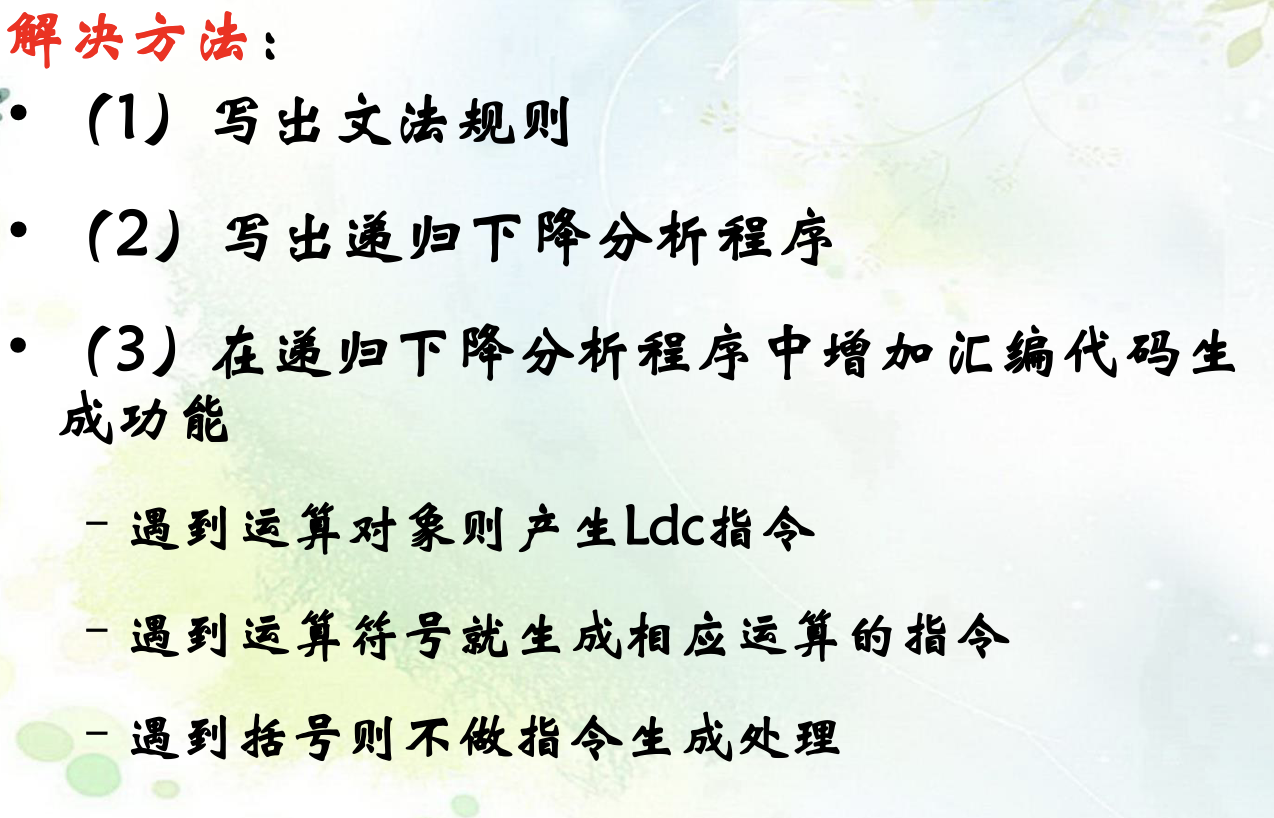 解决方法：
• （1）写出文法规则
• （2）写出递归下降分析程序
• （3）在递归下降分析程序中增加汇编代码生
成功能
– 遇到运算对象则产生Ldc指令
– 遇到运算符号就生成相应运算的指令
– 遇到括号则不做指令生成处理